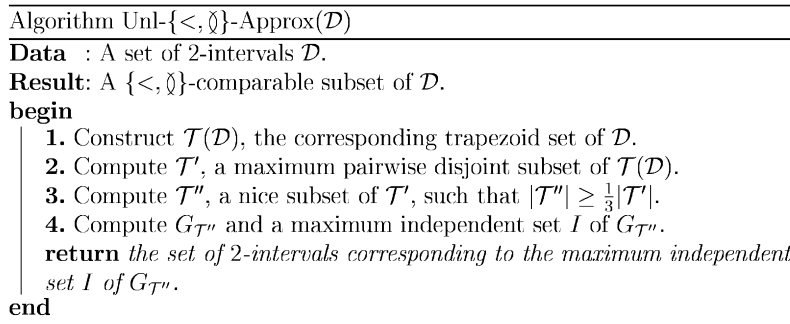 Algorithm Unl-{<, ≬}-Approx(𝒟)
Data : A set of 2-intervals 𝒟.
Result: A {<, ≬}-comparable subset of 𝒟.
begin
1. Construct 𝒯(𝒟), the corresponding trapezoid set of 𝒟.
2. Compute 𝒯′, a maximum pairwise disjoint subset of 𝒯(𝒟).
3. Compute 𝒯″, a nice subset of 𝒯′, such that |𝒯″| ≥ 1/3|𝒯′|.
4. Compute G𝒯″ and a maximum independent set I of G𝒯″.
return the set of 2-intervals corresponding to the maximum independent
set I of G𝒯″.
end